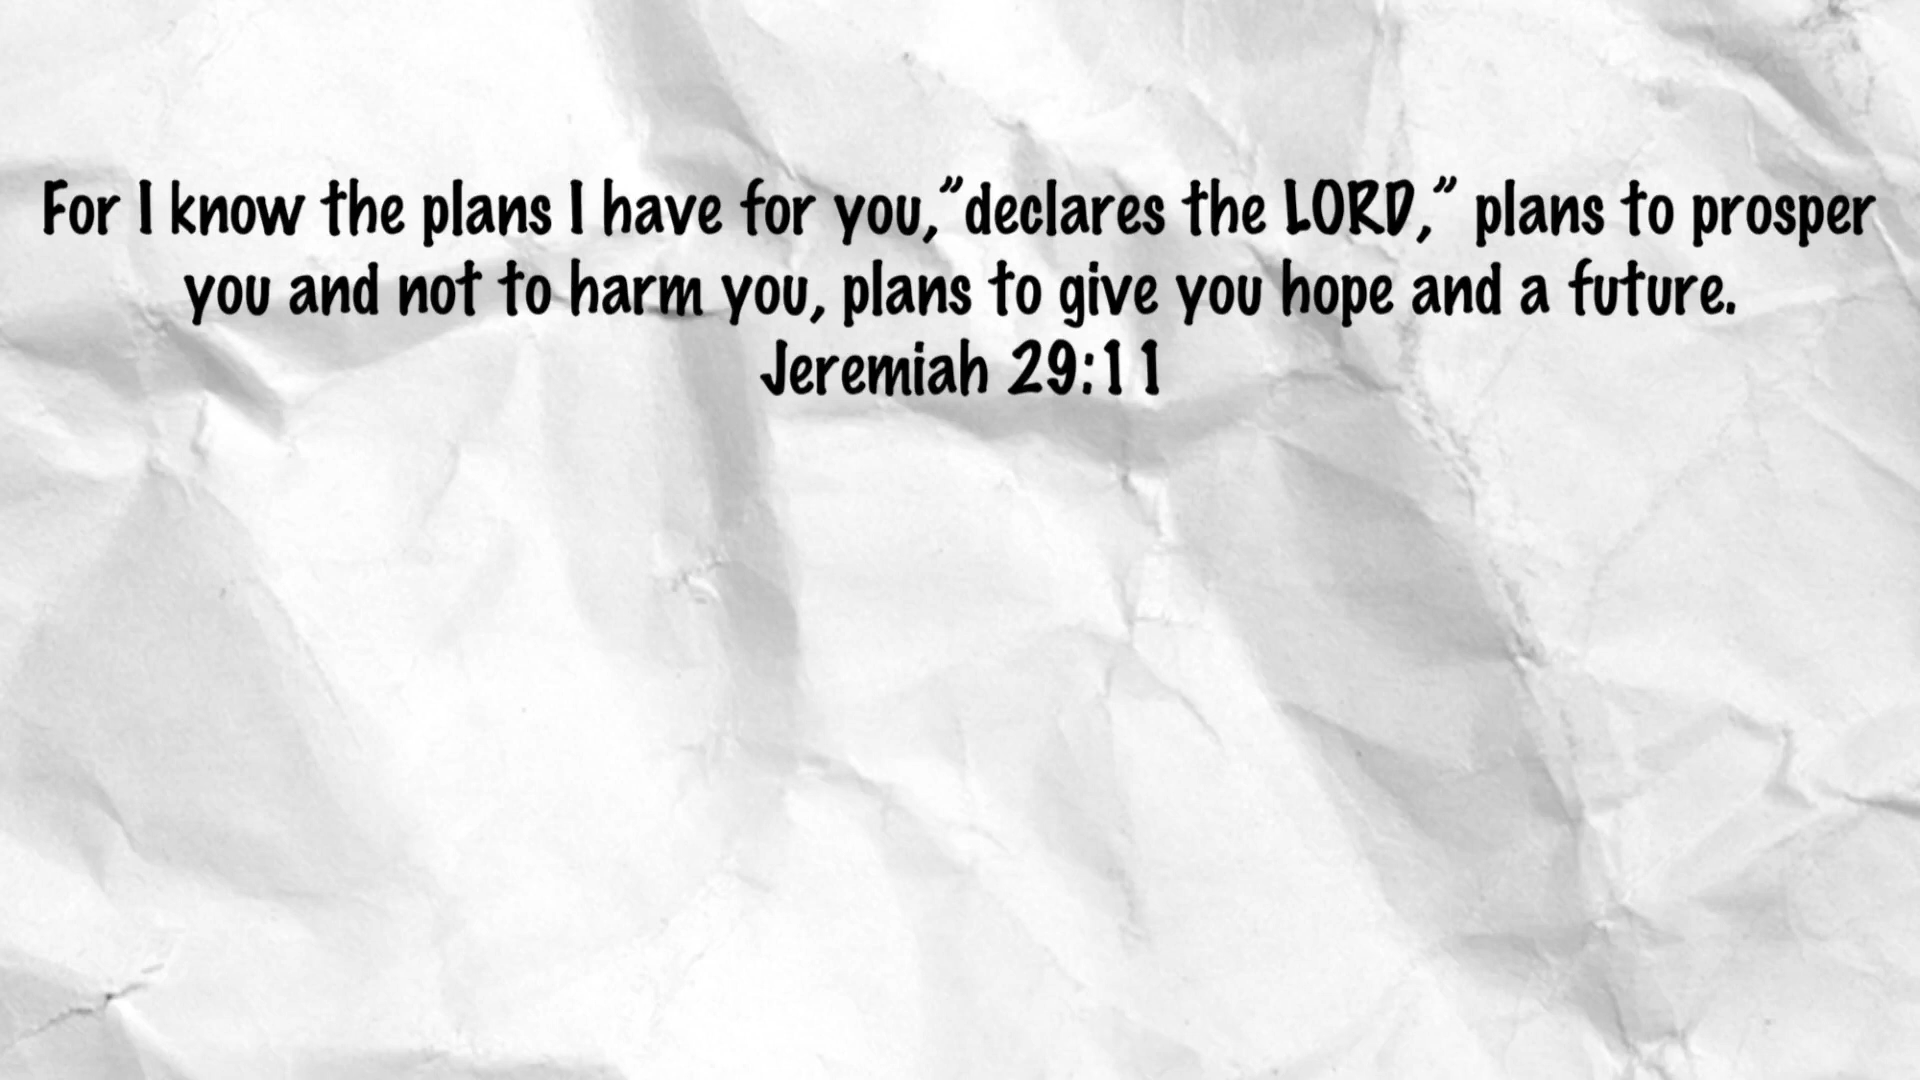 For I know the plans I have for you,”declares the LORD,” plans to prosper
you and not to harm you, plans to give you hope and a future.
Jeremiah 29:11